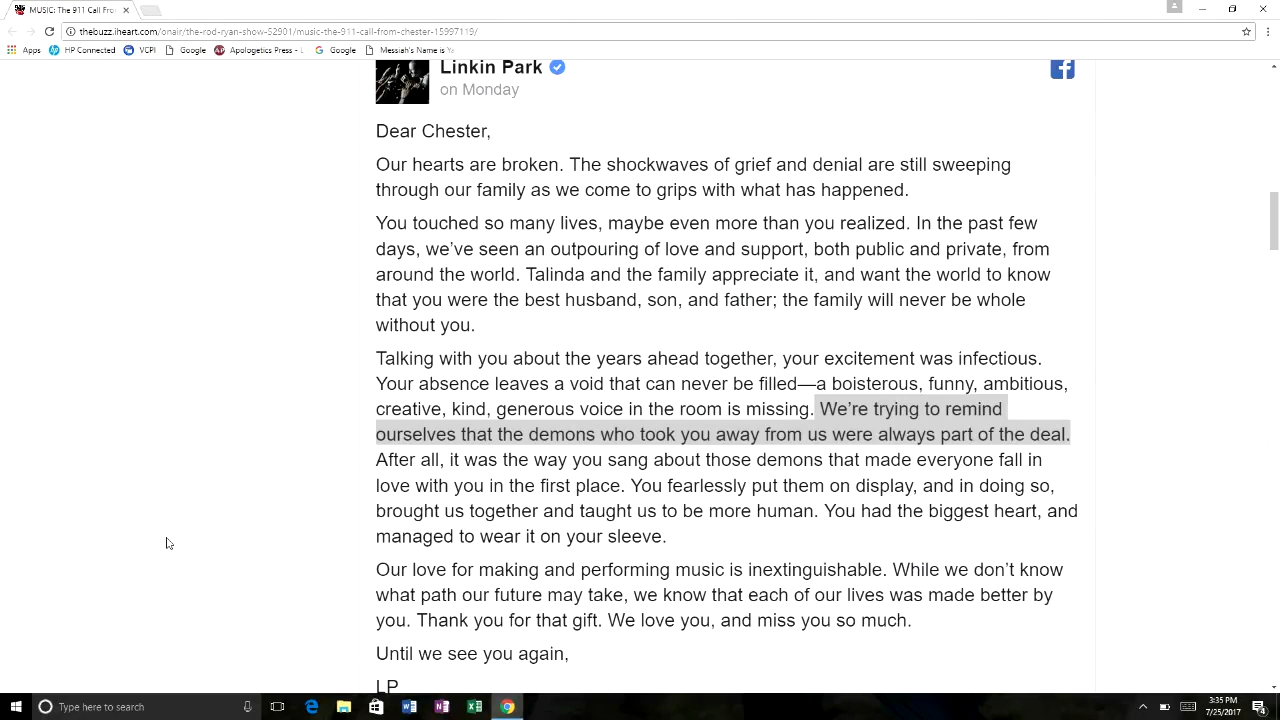 MUSIC: The 911 Call Fro
thebuzz.iheart.com/onair/the-rod-ryan-show-52901/music-the-911-call-from-chester-15997119/
Apps HP Connected VCPI Google Apologetics Press - L Google Messiah's Name is Ye
Linkin Park
on Monday
Dear Chester,
Our hearts are broken. The shockwaves of grief and denial are still sweeping
through our family as we come to grips with what has happened.
You touched so many lives, maybe even more than you realized. In the past few
days, we've seen an outpouring of love and support, both public and private, from
around the world. Talinda and the family appreciate it, and want the world to know
that you were the best husband, son, and father; the family will never be whole
without you.
Talking with you about the years ahead together, your excitement was infectious.
Your absence leaves a void that can never be filled—a boisterous, funny, ambitious,
creative, kind, generous voice in the room is missing. We're trying to remind
ourselves that the demons who took you away from us were always part of the deal.
After all, it was the way you sang about those demons that made everyone fall in
love with you in the first place. You fearlessly put them on display, and in doing so,
brought us together and taught us to be more human. You had the biggest heart, and
managed to wear it on your sleeve.
Our love for making and performing music is inextinguishable. While we don't know
what path our future may take, we know that each of our lives was made better by
you. Thank you for that gift. We love you, and miss you so much.
Until we see you again,
LP
Type here to search
3:35 PM
7/25/2017